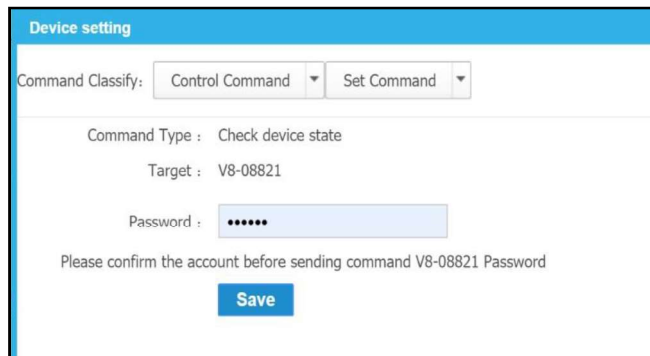 Device setting
Command Classify: Control Command Set Command
Command Type : Check device state
Target : V8-08821
Password : ••••••
Please confirm the account before sending command V8-08821 Password
Save